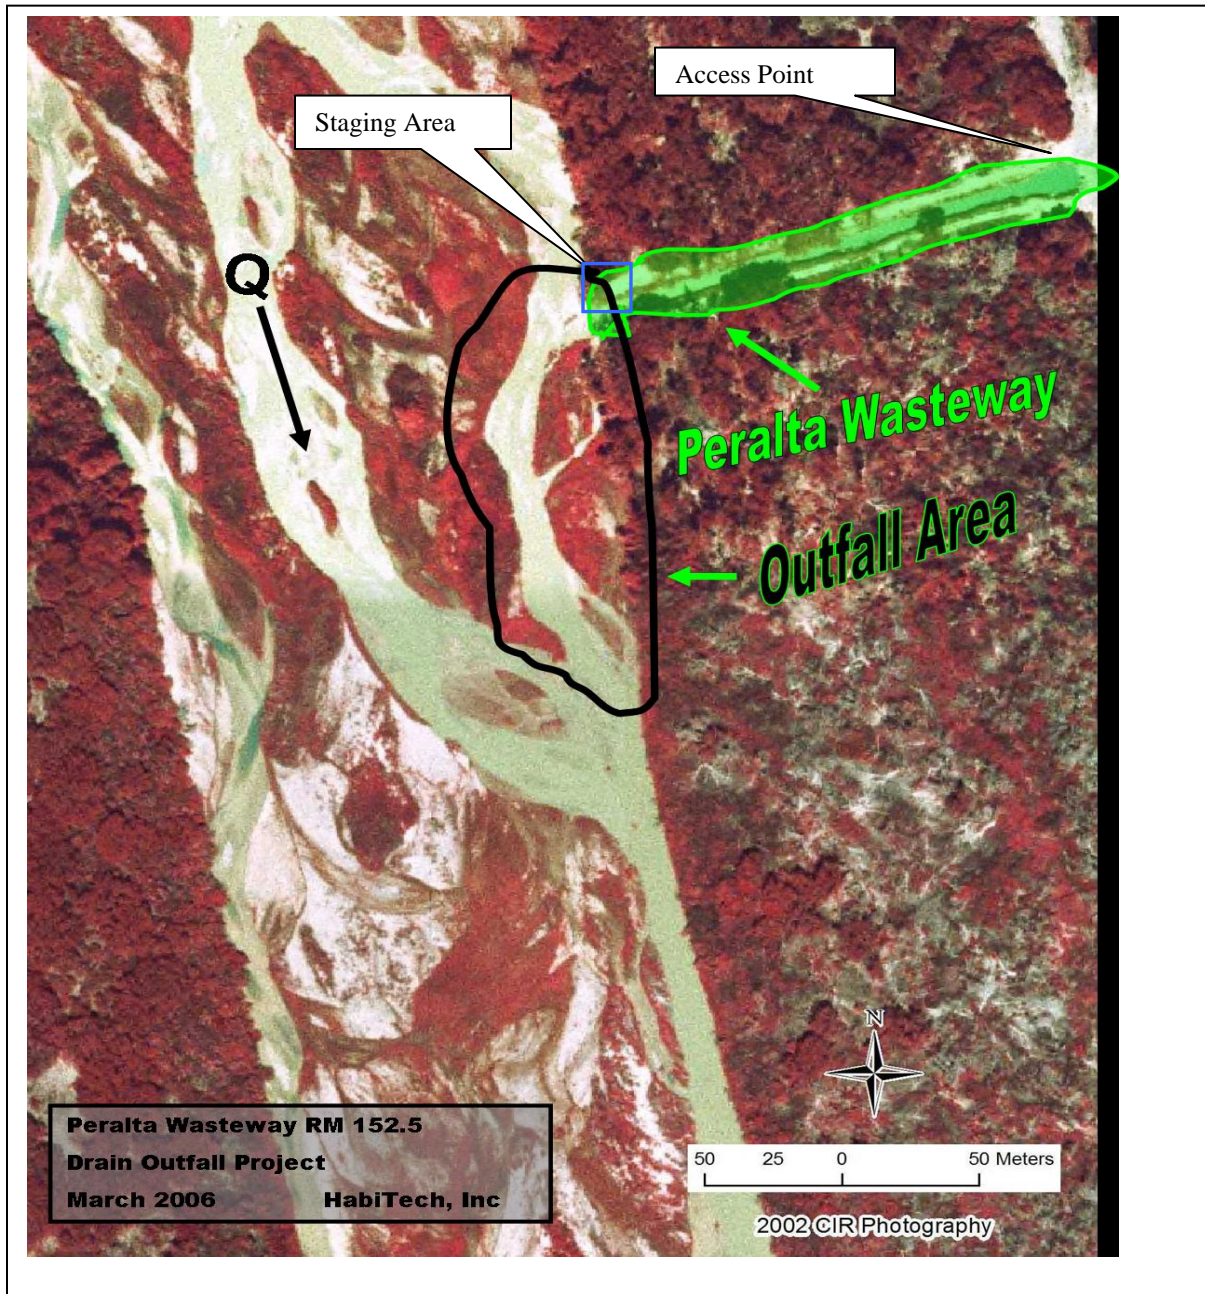 Access Point
Staging Area
Q
Peralta Wasteway
Outfall Area
N
Peralta Wasteway RM 152.5
Drain Outfall Project
March 2006 HabiTech, Inc
50 25 0 50 Meters
2002 CIR Photography